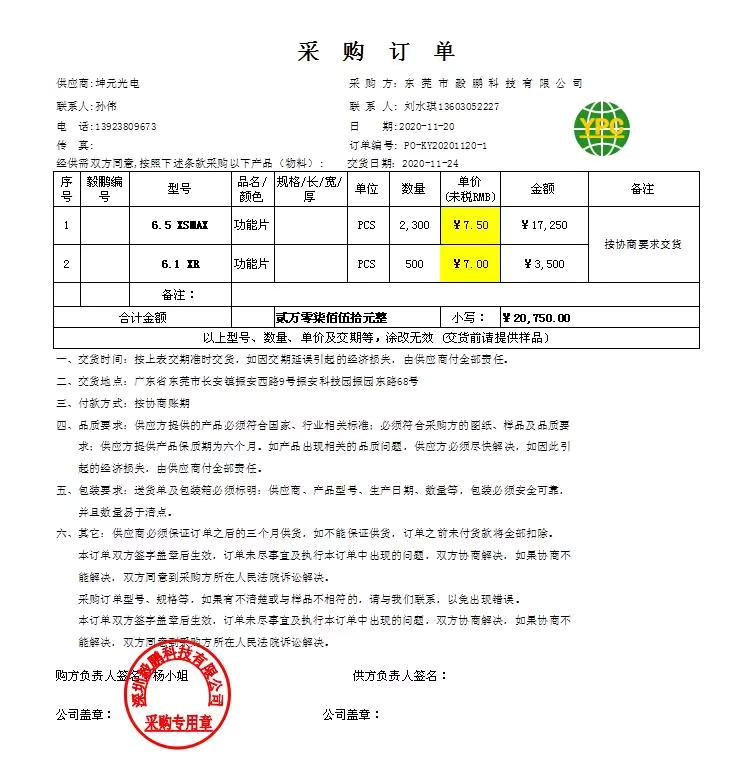 采 购 订 单
供应商:坤元光电 采 购 方: 东 莞 市 毅 鹏 科 技 有 限 公 司
联系人:孙伟 联 系 人: 刘水琪13603052227
电 话:13923809673 日 期:2020-11-20
YPC
传 真: 订单编号: PO-KY20201120-1
经供需双方同意,按照下述条款采购以下产品（物料）: 交货日期: 2020-11-24
序号 毅鹏编号 型号 品名/颜色 规格/长/宽/厚 单位 数量 单价(未税RMB) 金额 备注
1 6.5 XSMAX 功能片 PCS 2,300 ￥7.50 ￥17,250 按协商要求交货
2 6.1 XR 功能片 PCS 500 ￥7.00 ￥3,500
备注：
合计金额 贰万零柒佰伍拾元整 小写： ￥20,750.00
以上型号、数量、单价及交期等，涂改无效（交货前请提供样品）
一、交货时间：按上表交期准时交货，如因交期延误引起的经济损失，由供应商付全部责任。
二、交货地点：广东省东莞市长安镇振安西路9号振安科技园振园东路68号
三、付款方式：按协商账期
四、品质要求：供应方提供的产品必须符合国家、行业相关标准；必须符合采购方的图纸、样品及品质要
求；供应方提供产品保质期为六个月。如产品出现相关的品质问题，供应方必须尽快解决，如因此引
起的经济损失，由供应商付全部责任。
五、包装要求：送货单及包装箱必须标明：供应商、产品型号、生产日期、数量等，包装必须安全可靠，
并且数量易于清点。
六、其它：供应商必须保证订单之后的三个月供货，如不能保证供货，订单之前未付货款将全部扣除。
本订单双方签字盖章后生效，订单未尽事宜及执行本订单中出现的问题，双方协商解决，如果协商不
能解决，双方同意到采购方所在人民法院诉讼解决。
采购订单型号、规格等，如果有不清楚或与样品不相符的，请与我们联系，以免出现错误。
本订单双方签字盖章后生效，订单未尽事宜及执行本订单中出现的问题，双方协商解决，如果协商不
能解决，双方同意到采购方所在人民法院诉讼解决。
购方负责人签名：杨小姐 供方负责人签名：
深圳毅鹏科技有限公司
采购专用章
公司盖章： 公司盖章：